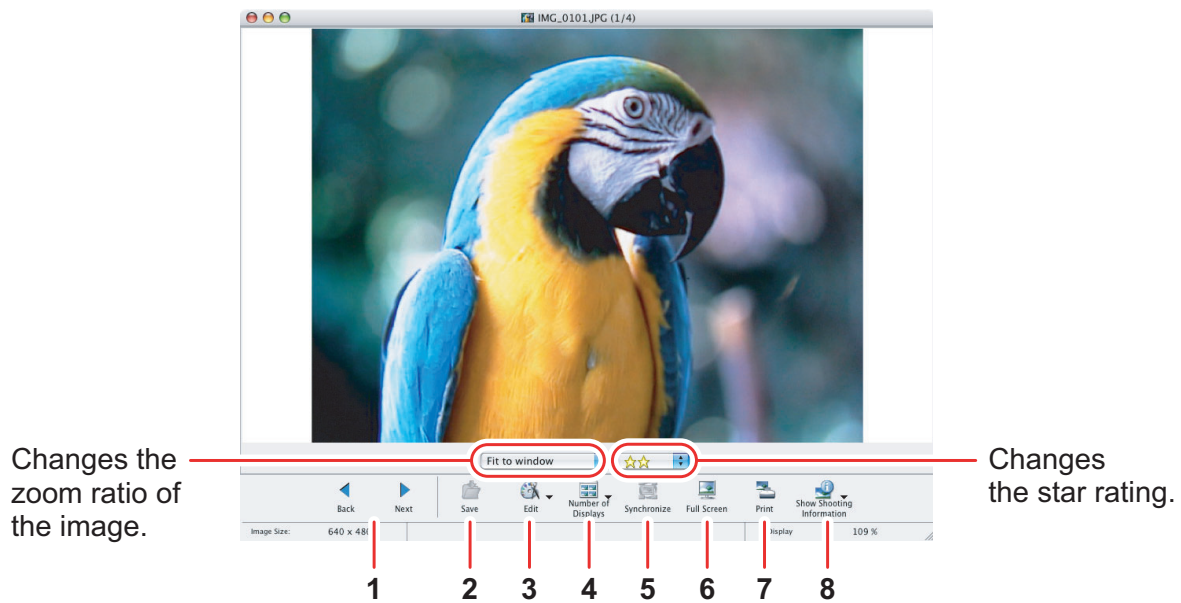 IMG_0101.JPG (1/4)
Changes the
zoom ratio of
the image.
Fit to window
Changes
the star rating.
Back
Next
Save
Edit
Number of
Displays
Synchronize
Full Screen
Print
Show Shooting
Information
Image Size:
640 x 480
Display
109 %
1
2
3
4
5
6
7
8